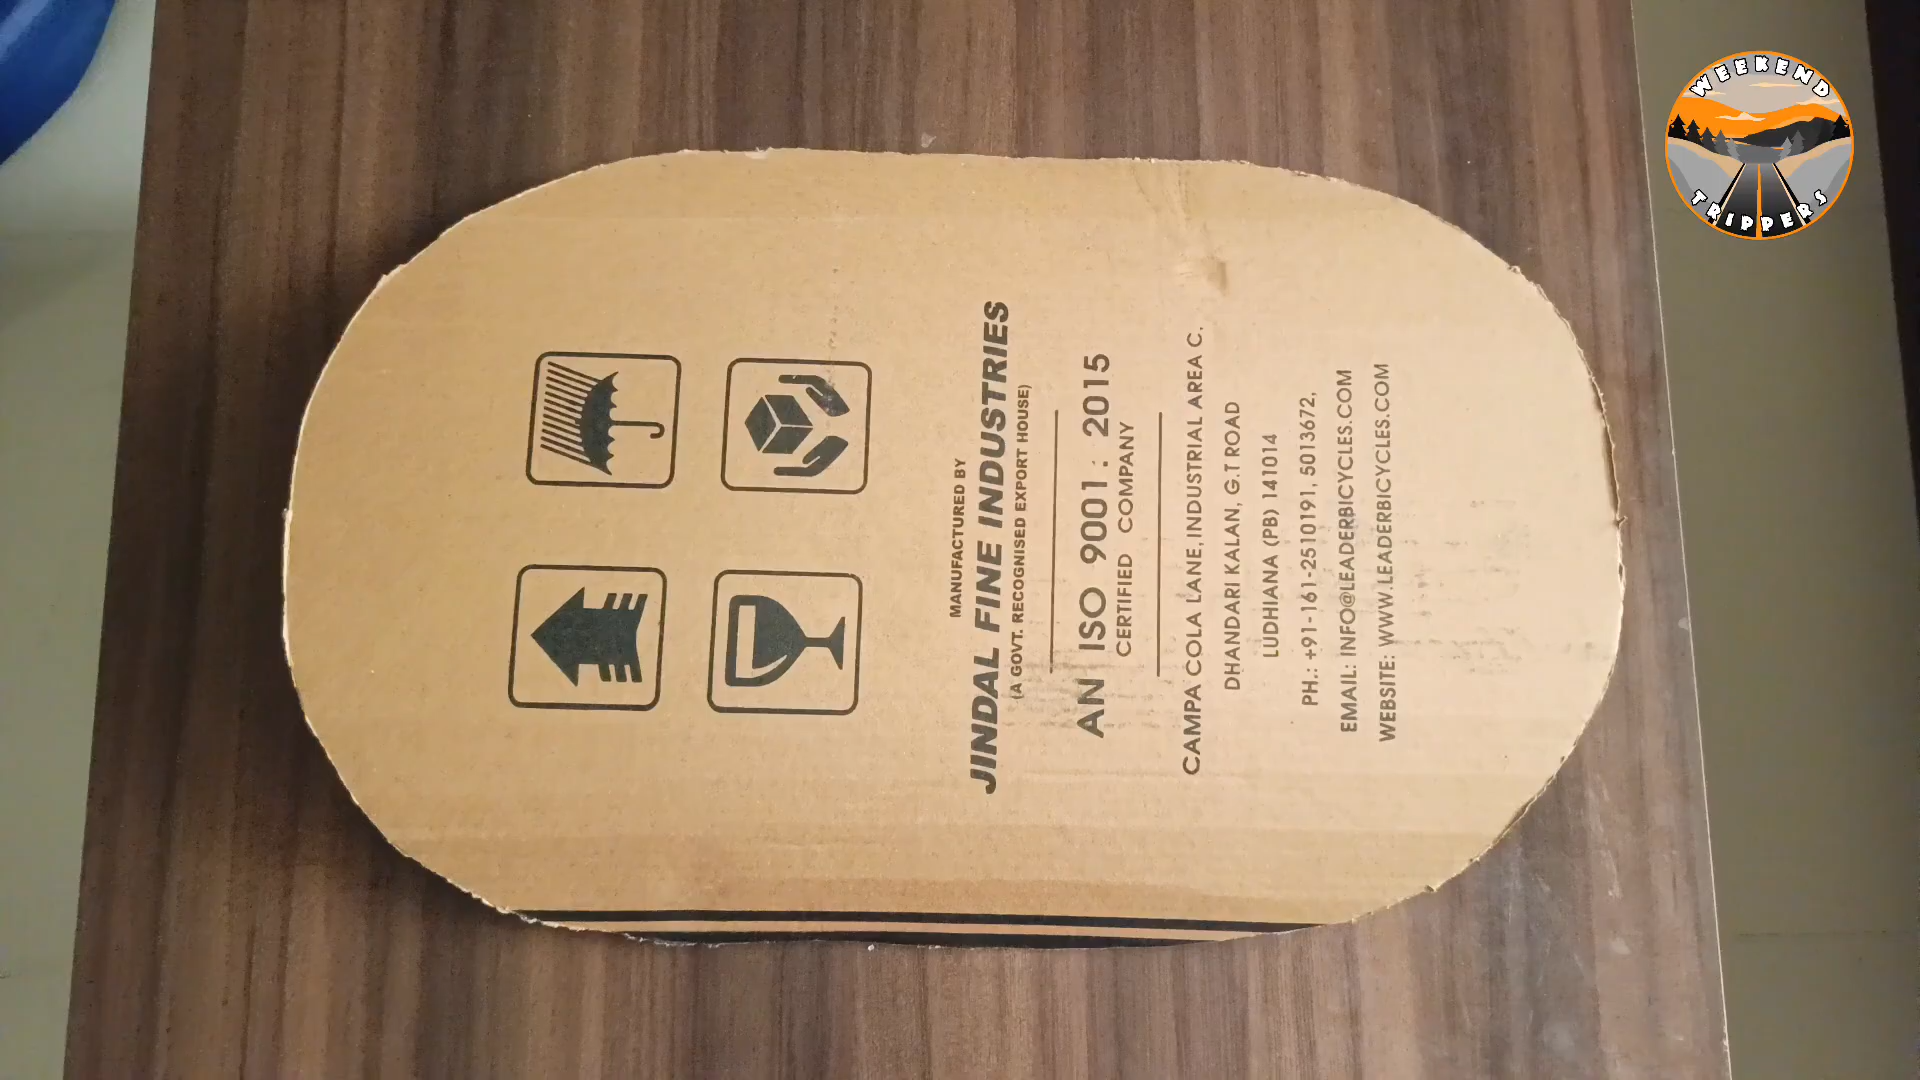 MANUFACTURED BY
JINDAL FINE INDUSTRIES
(A GOVT. RECOGNISED EXPORT HOUSE)
AN ISO 9001 : 2015
CERTIFIED COMPANY
CAMPA COLA LANE, INDUSTRIAL AREA C.
DHANDARI KALAN, G.T ROAD
LUDHIANA (PB) 141014
PH.: +91-161-2510191, 5013672,
EMAIL: INFO@LEADERBICYCLES.COM
WEBSITE: WWW.LEADERBICYCLES.COM
WEEKEND
TRIPPERS